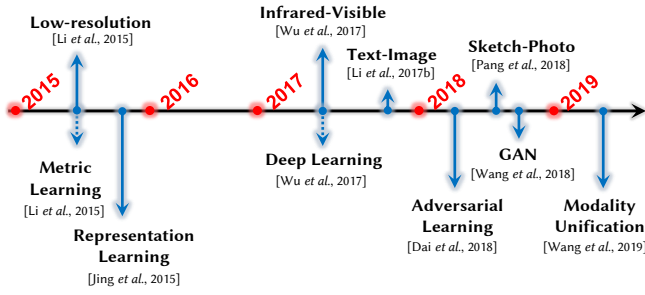 Low-resolution
[Li et al., 2015]
Infrared-Visible
[Wu et al., 2017]
Text-Image
[Li et al., 2017b]
Sketch-Photo
[Pang et al., 2018]
2015
2016
2017
2018
2019
Metric
Learning
[Li et al., 2015]
Representation
Learning
[Jing et al., 2015]
Deep Learning
[Wu et al., 2017]
Adversarial
Learning
[Dai et al., 2018]
GAN
[Wang et al., 2018]
Modality
Unification
[Wang et al., 2019]